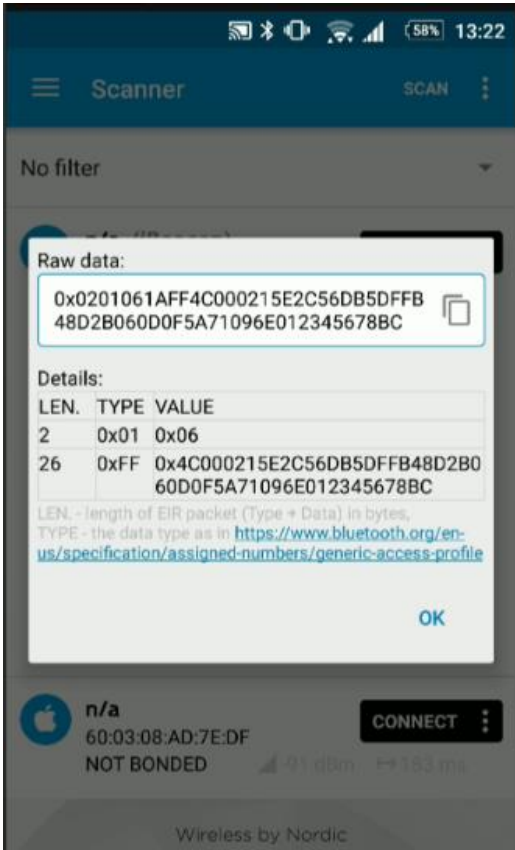 58% 13:22
Scanner SCAN
No filter
Raw data:
0x0201061AFF4C000215E2C56DB5DFFB
48D2B060D0F5A71096E012345678BC
Details:
LEN. TYPE VALUE
2 0x01 0x06
26 0xFF 0x4C000215E2C56DB5DFFB48D2B0
60D0F5A71096E012345678BC
LEN. - length of EIR packet (Type + Data) in bytes,
TYPE - the data type as in https://www.bluetooth.org/en-
us/specification/assigned-numbers/generic-access-profile
OK
n/a
60:03:08:AD:7E:DF
CONNECT
NOT BONDED -91 dBm
Wireless by Nordic